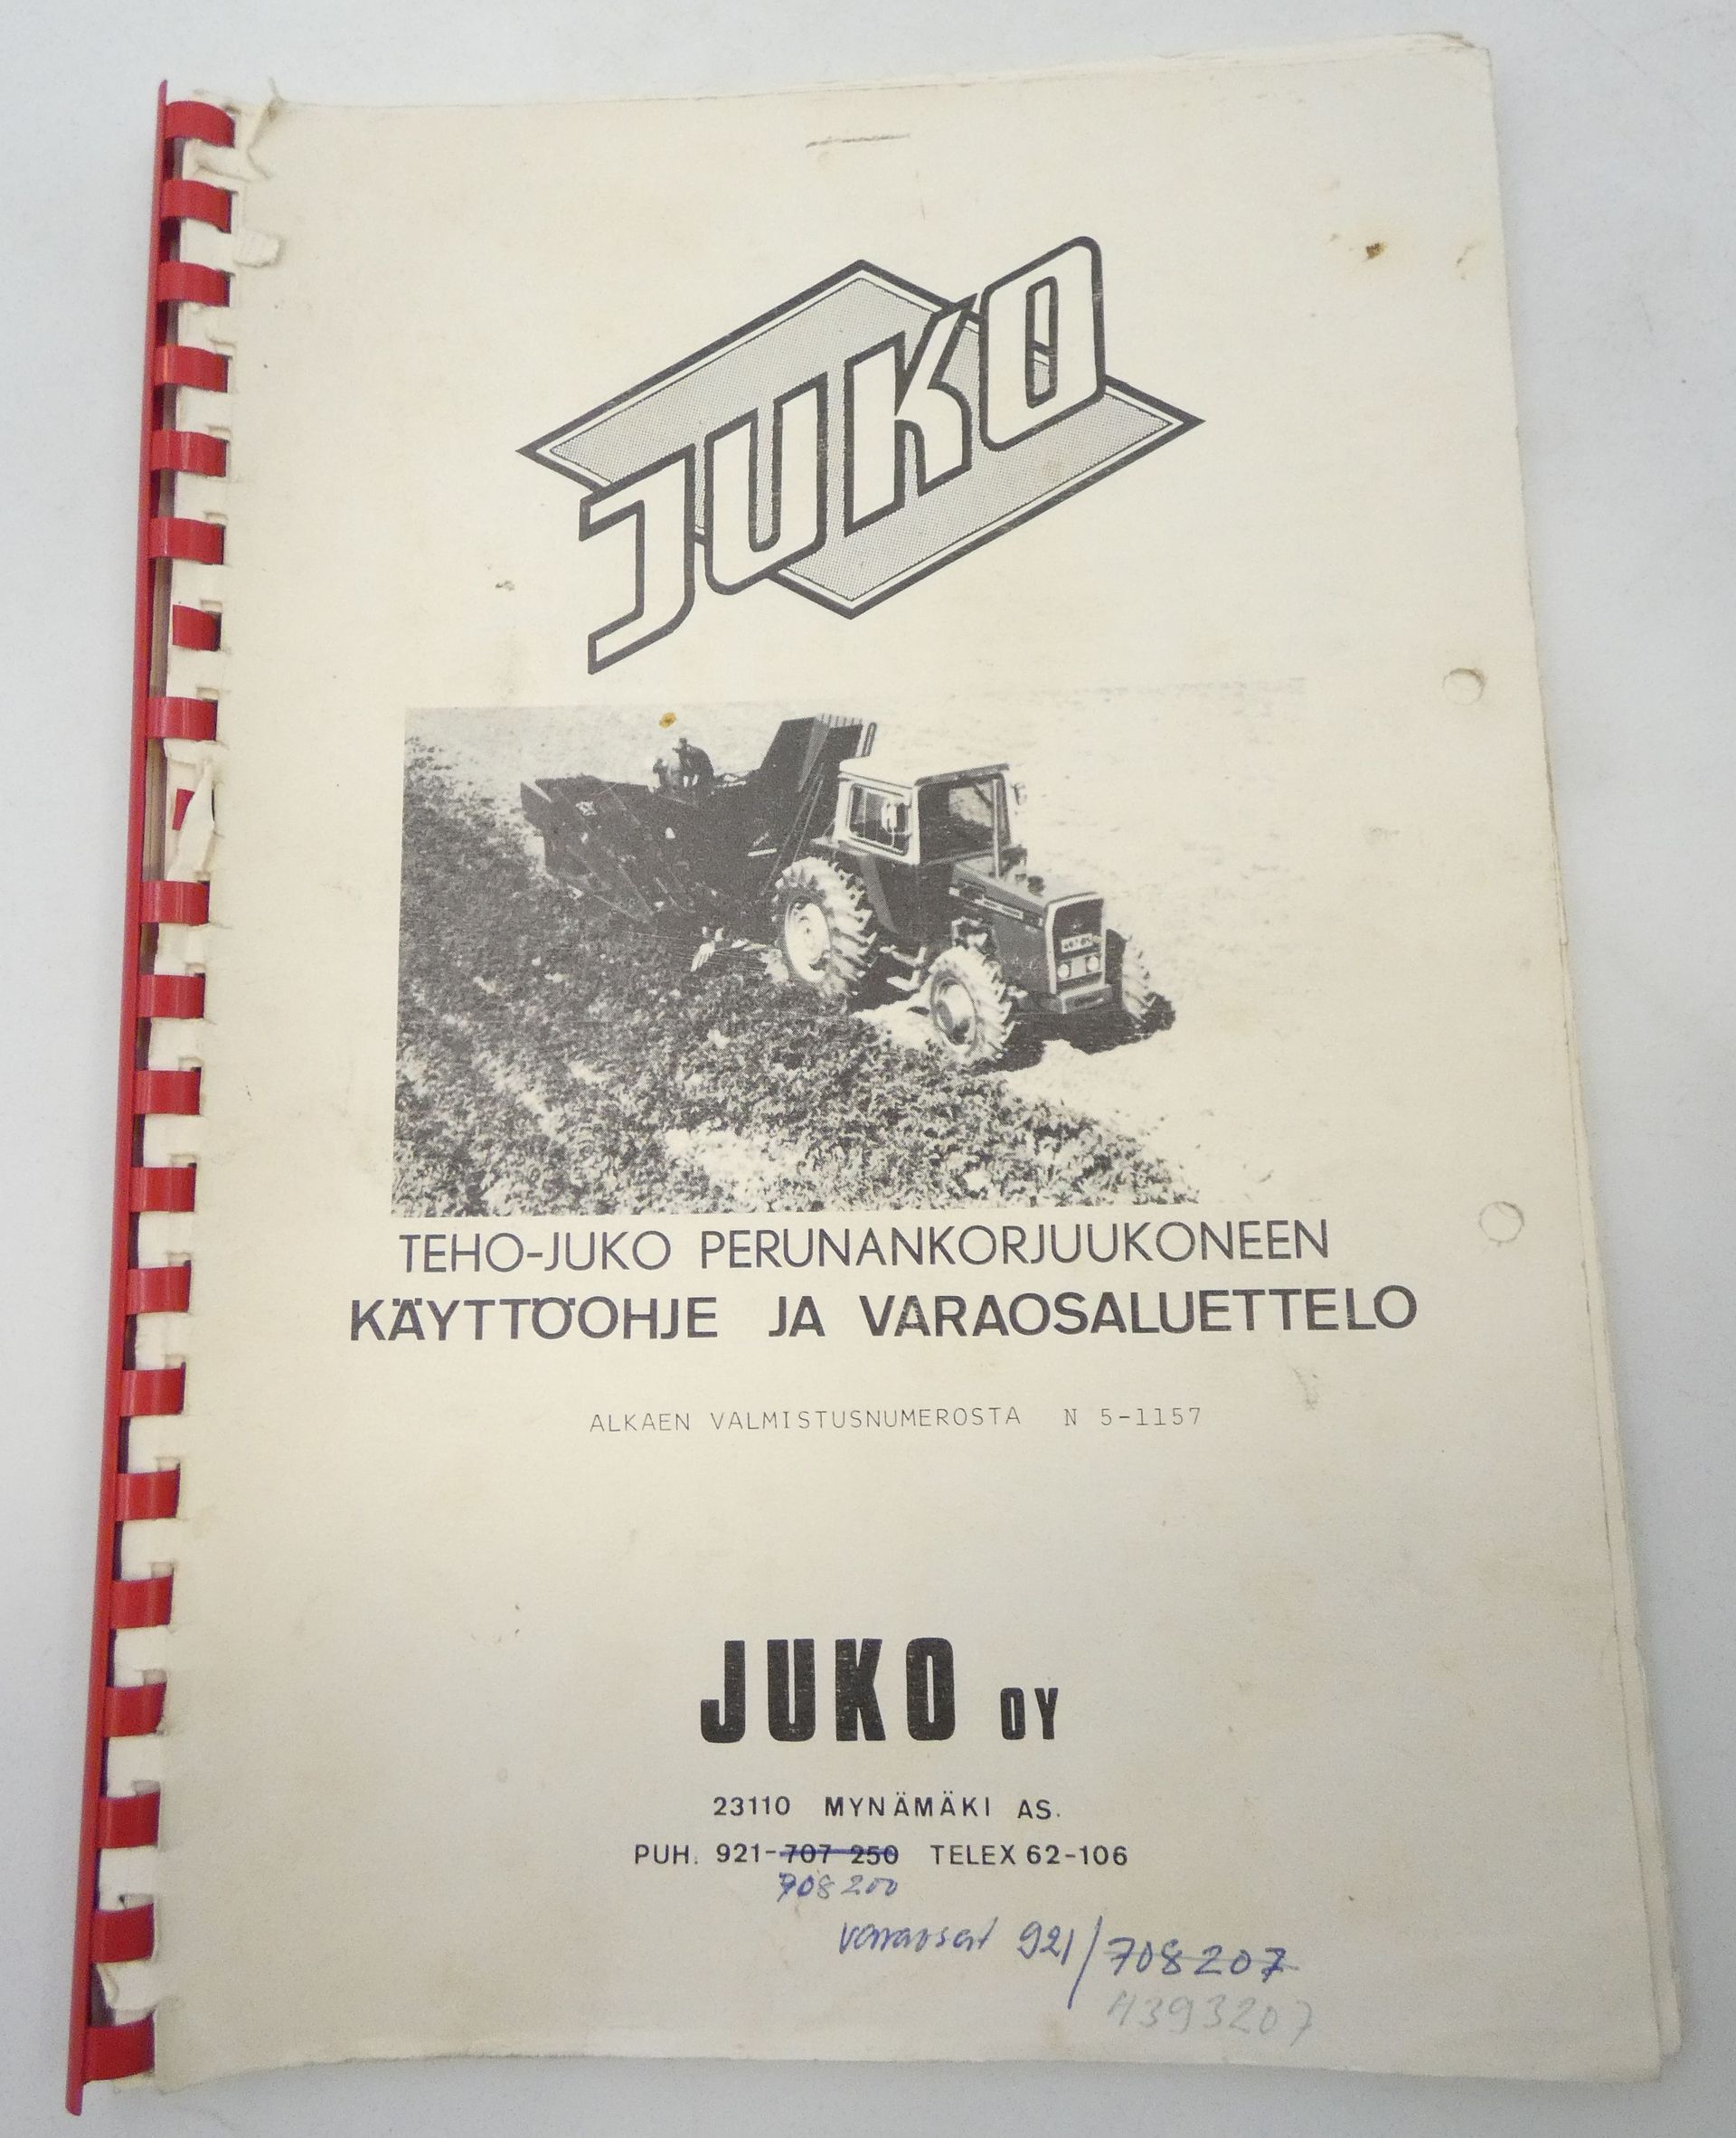 JUKO
TEHO-JUKO PERUNANKORJUUKONEEN
KÄYTTÖOHJE JA VARAOSALUETTELO
ALKAEN VALMISTUSNUMEROSTA N 5-1157
JUKO OY
23110 MYNÄMÄKI AS.
PUH. 921-707 250 TELEX 62-106
708 200
varaosat 921/708207
4393207